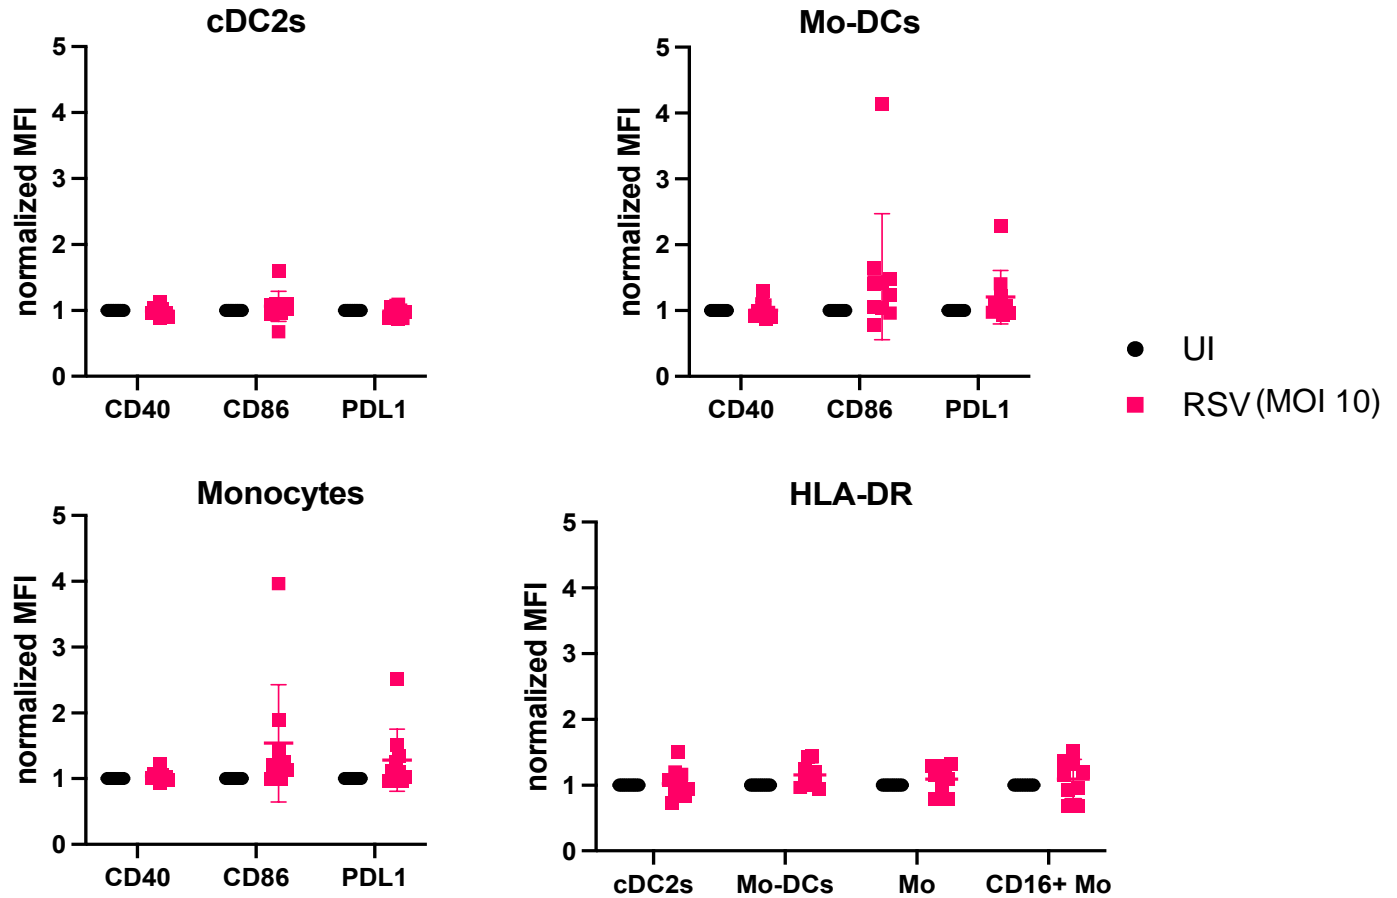 cDC2s
5
4
3
2
1
0
normalized MFI
CD40 CD86 PDL1
Mo-DCs
5
4
3
2
1
0
normalized MFI
CD40 CD86 PDL1
UI
RSV (MOI 10)
Monocytes
5
4
3
2
1
0
normalized MFI
CD40 CD86 PDL1
HLA-DR
5
4
3
2
1
0
normalized MFI
cDC2s Mo-DCs Mo CD16+ Mo